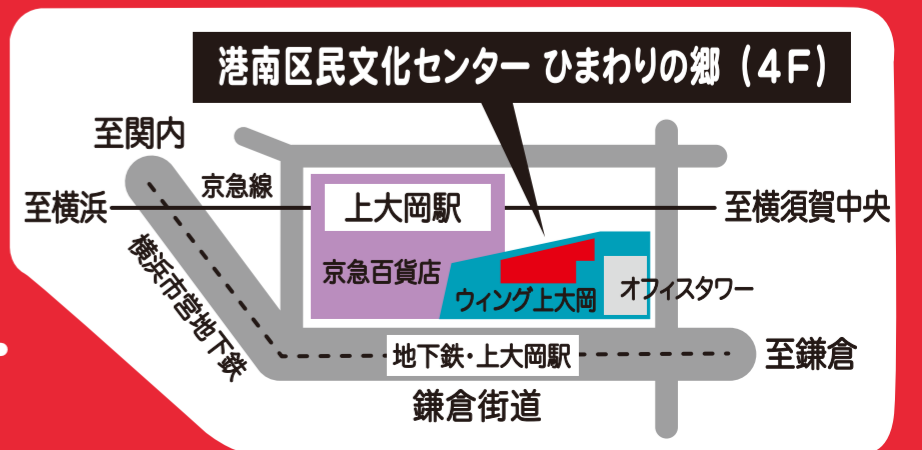 港南区民文化センター ひまわりの郷(4F)
至関内
京急線
至横浜
上大岡駅
至横須賀中央
横浜市営地下鉄
京急百貨店
ウィング上大岡
オフィスタワー
地下鉄・上大岡駅
至鎌倉
鎌倉街道